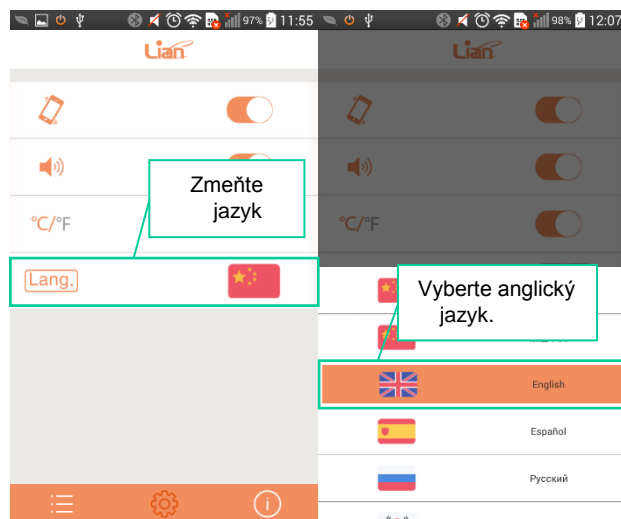 97% 11:55
98% 12:07
Lian
Lian
Zmeňte
jazyk
°C/°F
°C/°F
Lang.
Vyberte anglický
jazyk.
English
Español
Русский